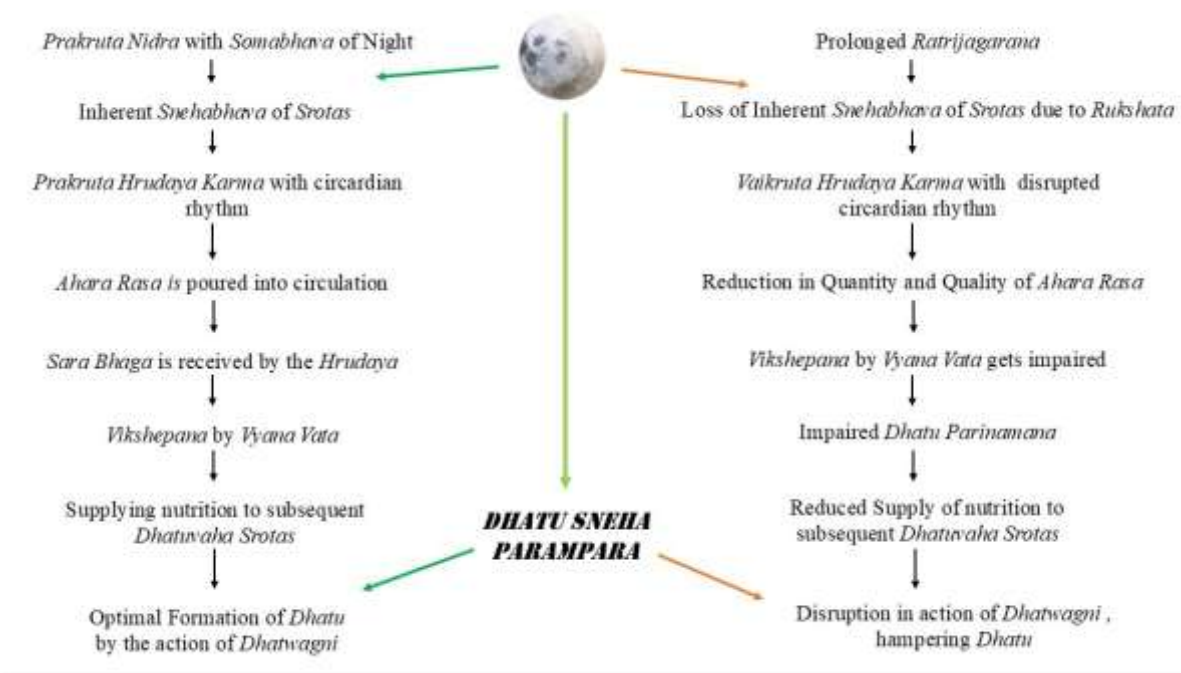 Prakruta Nidra with Somabhava of Night
Inherent Snehabhava of Srotas
Prakruta Hrudaya Karma with circardian
rhythm
Ahara Rasa is poured into circulation
Sara Bhaga is received by the Hrudaya
Vikshepana by Vyana Vata
Supplying nutrition to subsequent
Dhatuvaha Srotas
Optimal Formation of Dhatu
by the action of Dhatwagni
DHATU SNEHA
PARAMPARA
Prolonged Ratrijagarana
Loss of Inherent Snehabhava of Srotas due to Rukshata
Vaikruta Hrudaya Karma with disrupted
circardian rhythm
Reduction in Quantity and Quality of Ahara Rasa
Vikshepana by Vyana Vata gets impaired
Impaired Dhatu Parinamana
Reduced Supply of nutrition to
subsequent Dhatuvaha Srotas
Disruption in action of Dhatwagni ,
hampering Dhatu